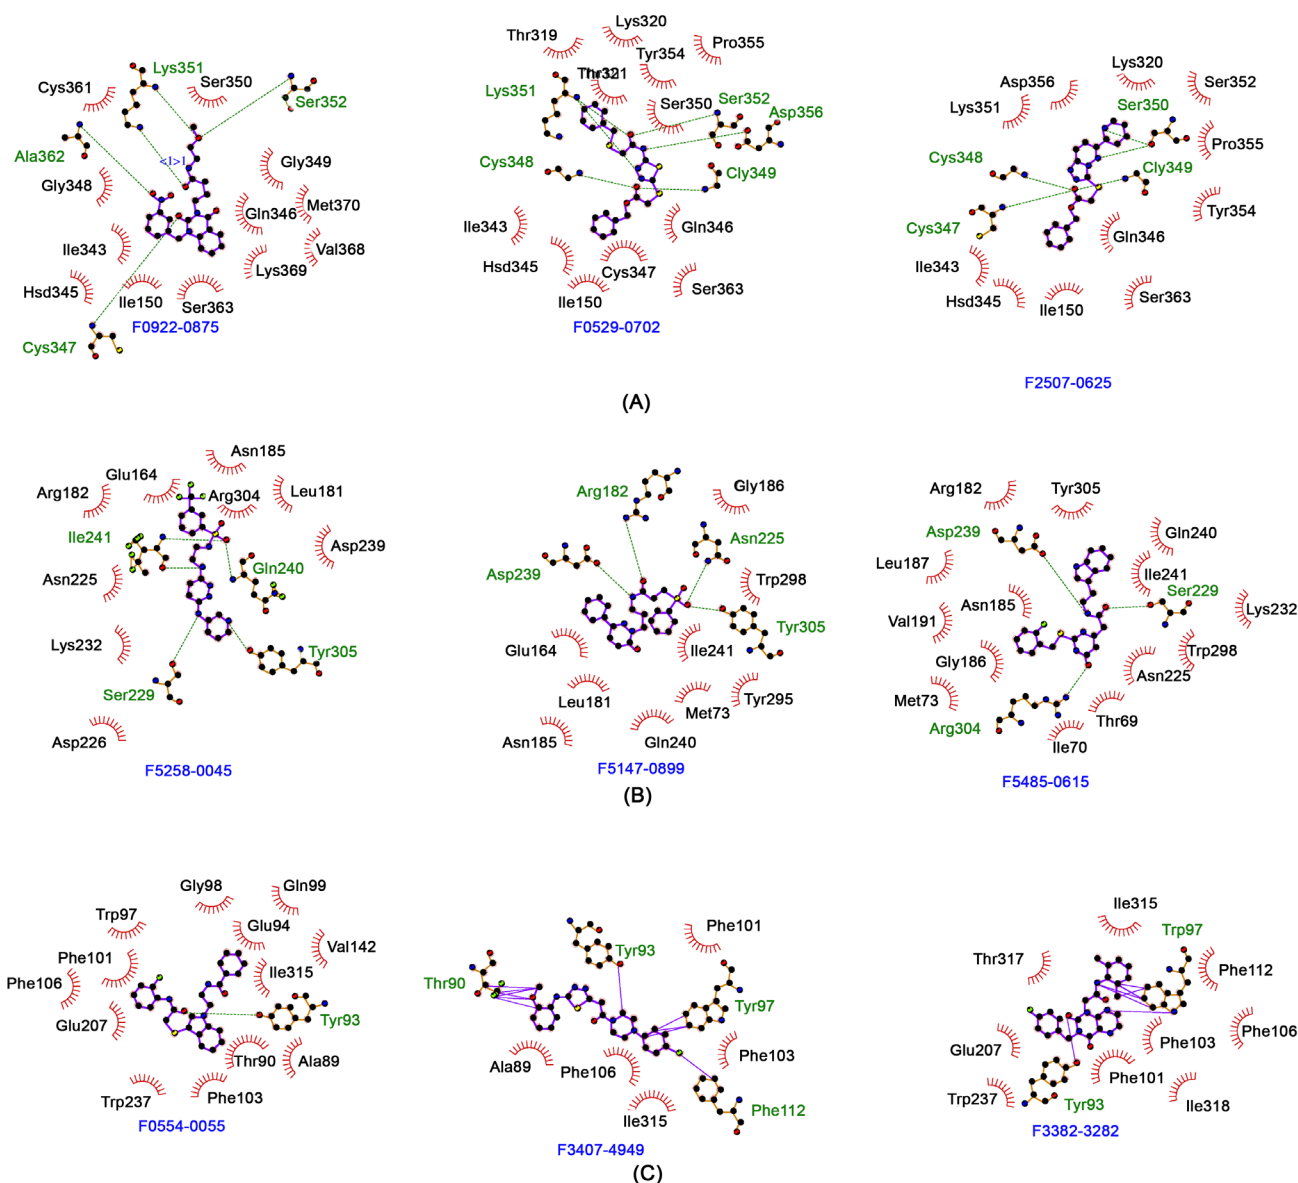 Lys351
Ser350
Cys361
Ser352
Ala362
<I>I
Gly348
Gly349
Gln346
Met370
Ile343
Val368
Lys369
Hsd345
Ile150
Ser363
Cys347
F0922-0875
Thr319
Lys320
Tyr354
Pro355
Lys351
Ser350
Ser352
Asp356
Cys348
Cly349
Ile343
Gln346
Hsd345
Cys347
Ile150
Ser363
F0529-0702
Lys320
Asp356
Ser352
Lys351
Ser350
Cys348
Pro355
Cly349
Cys347
Tyr354
Gln346
Ile343
Hsd345
Ile150
Ser363
F2507-0625
(A)
Asn185
Glu164
Arg182
Arg304
Leu181
Ile241
Asp239
Asn225
Gln240
Lys232
Tyr305
Ser229
Asp226
F5258-0045
Arg182
Gly186
Asn225
Asp239
Trp298
Tyr305
Glu164
Ile241
Leu181
Met73
Tyr295
Asn185
Gln240
F5147-0899
Arg182
Tyr305
Asp239
Gln240
Leu187
Ile241
Ser229
Asn185
Lys232
Val191
Trp298
Gly186
Asn225
Met73
Thr69
Arg304
Ile70
F5485-0615
(B)
Gly98
Gln99
Trp97
Glu94
Val142
Phe101
Ile315
Phe106
Glu207
Tyr93
Thr90
Ala89
Trp237
Phe103
F0554-0055
Phe101
Tyr93
Thr90
Tyr97
Ala89
Phe106
Phe103
Ile315
Phe112
F3407-4949
Ile315
Trp97
Thr317
Phe112
Phe106
Glu207
Phe103
Phe101
Trp237
Tyr93
Ile318
F3382-3282
(C)